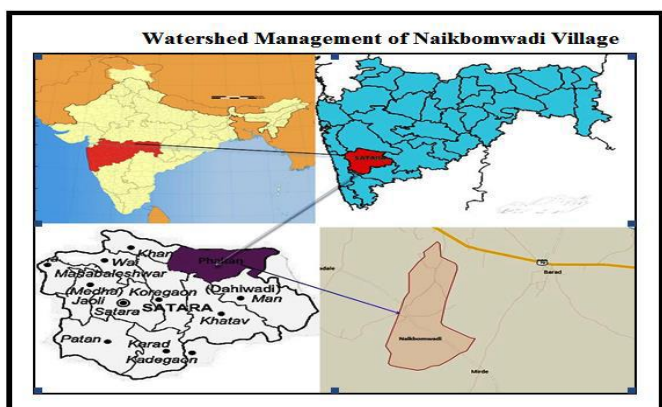 Watershed Management of Naikbomwadi Village
SATARA
Khan
Wai
Phaltan
Masabaleshwar
(Medha)
Koregaon
(Dahiwadi)
Jaoli
Man
Satara
SATARA
Khatav
Patan
Karad
Kadegaon
Barad
Naikbomwadi
Mirde